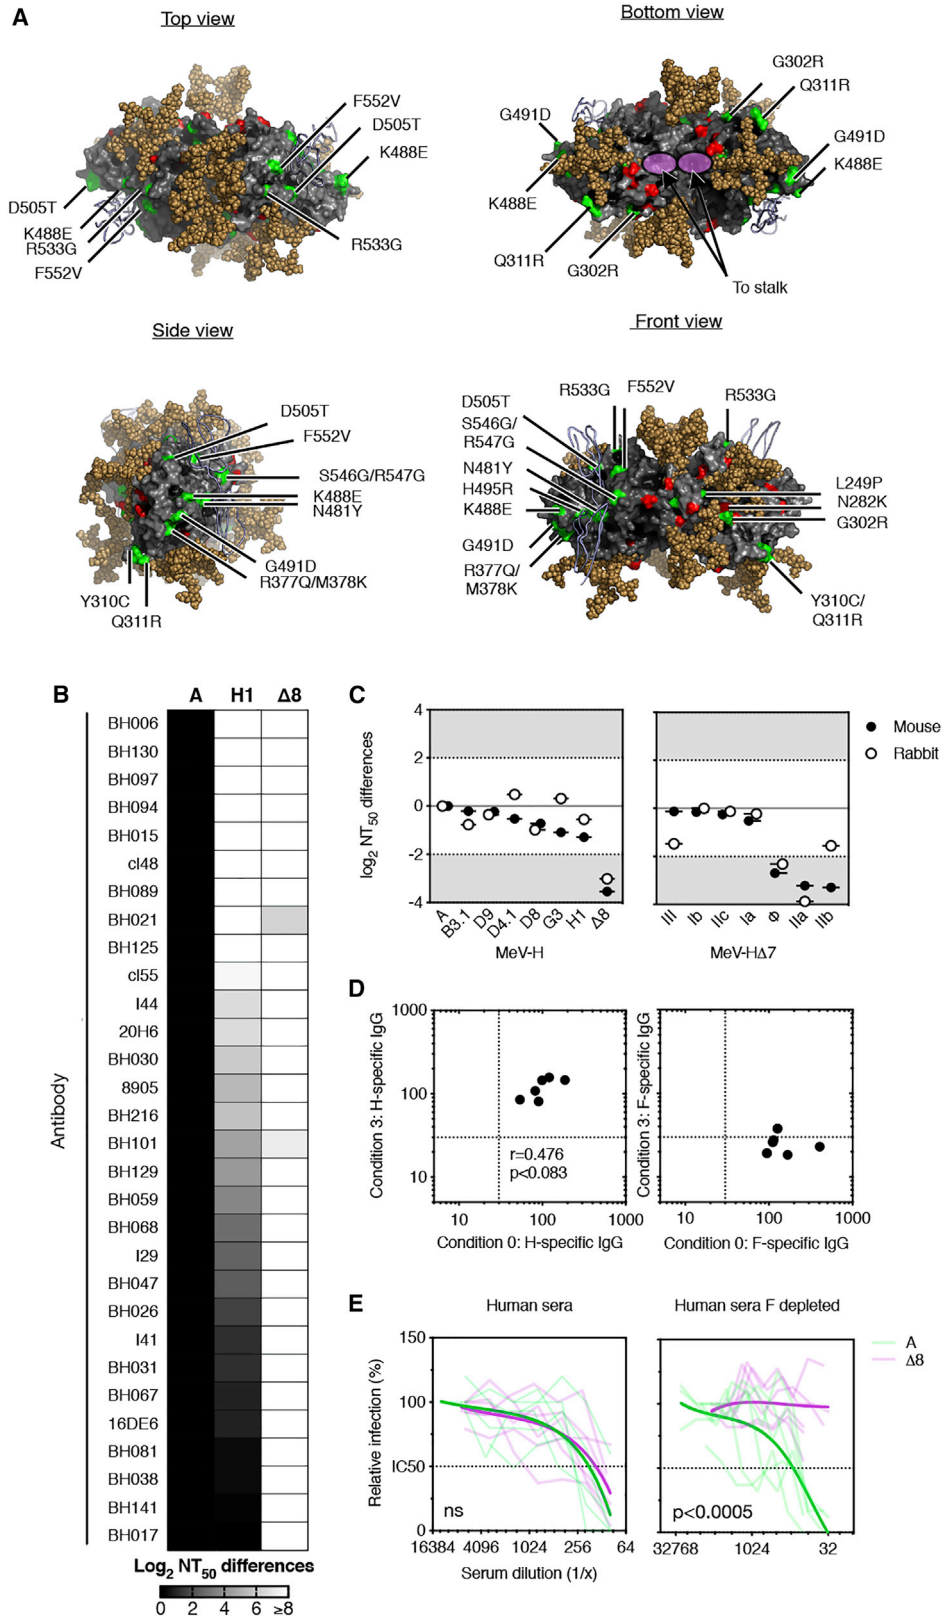 A
Top view
F552V
D505T
K488E
D505T
K488E
R533G
F552V
R533G
Bottom view
G302R
Q311R
G491D
G491D
K488E
K488E
Q311R
G302R
To stalk
Side view
D505T
F552V
S546G/R547G
K488E
N481Y
G491D
R377Q/M378K
Y310C
Q311R
Front view
R533G
F552V
R533G
D505T
S546G/
R547G
N481Y
H495R
K488E
G491D
R377Q/
M378K
L249P
N282K
G302R
Y310C/
Q311R
B
A H1 Δ8
Antibody
BH006
BH130
BH097
BH094
BH015
cl48
BH089
BH021
BH125
cl55
I44
20H6
BH030
8905
BH216
BH101
BH129
BH059
BH068
I29
BH047
BH026
I41
BH031
BH067
16DE6
BH081
BH038
BH141
BH017
Log2 NT50 differences
0 2 4 6 ≥8
C
log2 NT50 differences
4
2
0
-2
-4
A B3.1 D9 D4.1 D8 G3 H1 Δ8
MeV-H
III Ib IIc Ia Φ IIa IIb
MeV-HΔ7
Mouse
Rabbit
D
Condition 3: H-specific IgG
1000
100
10
r=0.476
p<0.083
10 100 1000
Condition 0: H-specific IgG
Condition 3: F-specific IgG
10 100 1000
Condition 0: F-specific IgG
E
Human sera
Relative infection (%)
150
100
IC50
0
ns
16384 4096 1024 256 64
Serum dilution (1/x)
Human sera F depleted
p<0.0005
32768 1024 32
A
Δ8